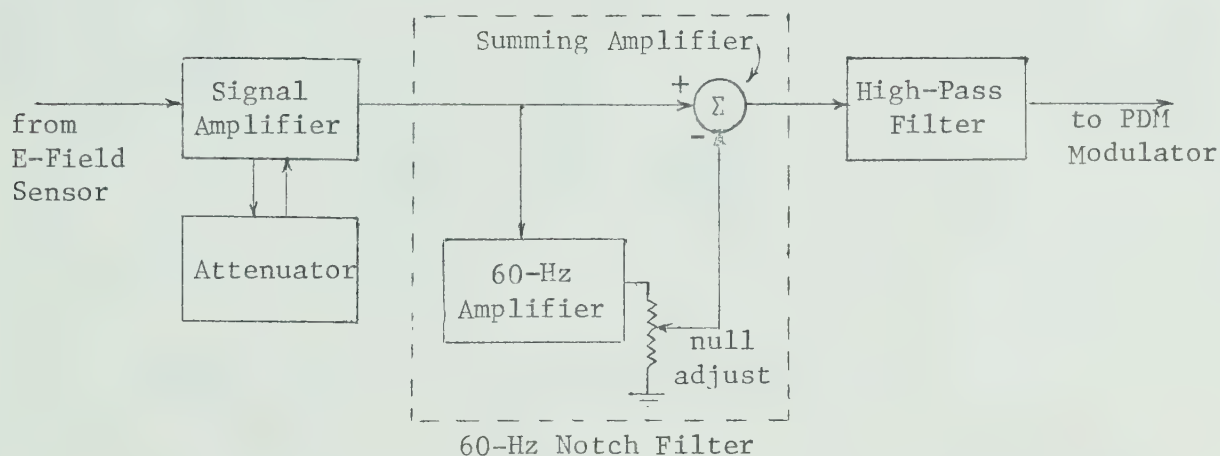 Summing Amplifier
from
E-Field
Sensor
Signal
Amplifier
Attenuator
+
Σ
-
60-Hz
Amplifier
null
adjust
High-Pass
Filter
to PDM
Modulator
60-Hz Notch Filter